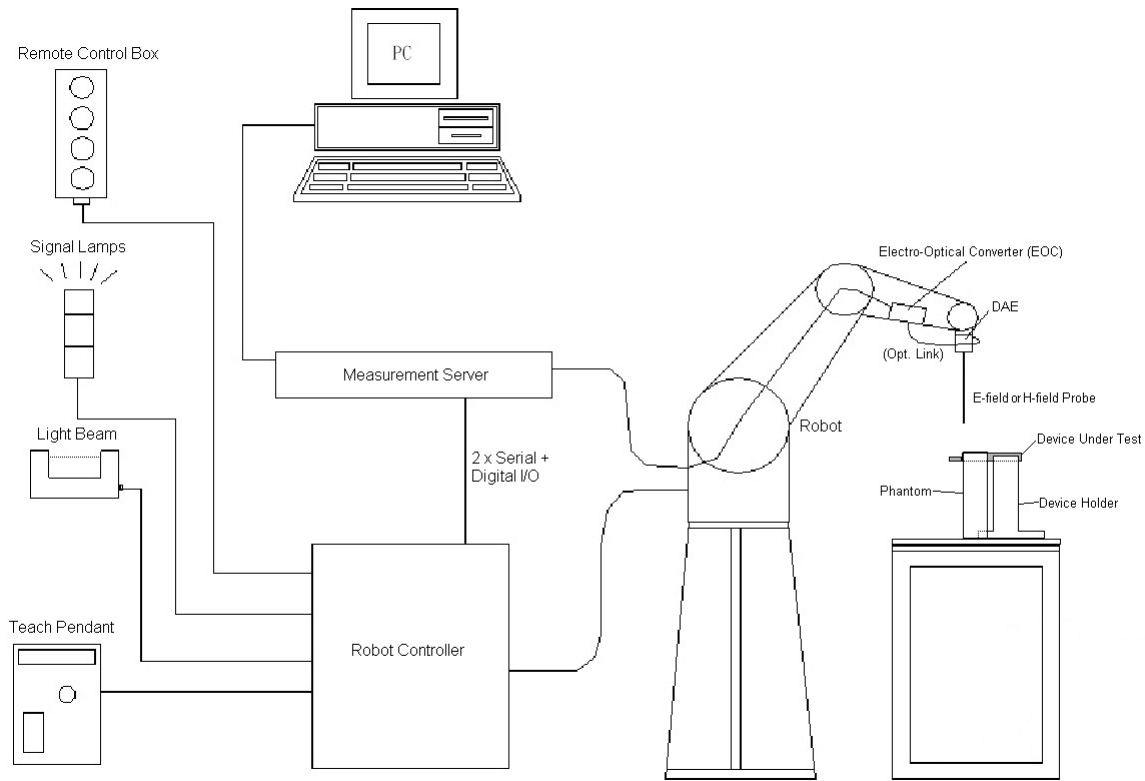 Remote Control Box
PC
Signal Lamps
Electro-Optical Converter (EOC)
DAE
(Opt. Link)
Measurement Server
E-field or H-field Probe
Light Beam
Robot
Device Under Test
2 x Serial +
Digital I/O
Phantom
Device Holder
Teach Pendant
Robot Controller